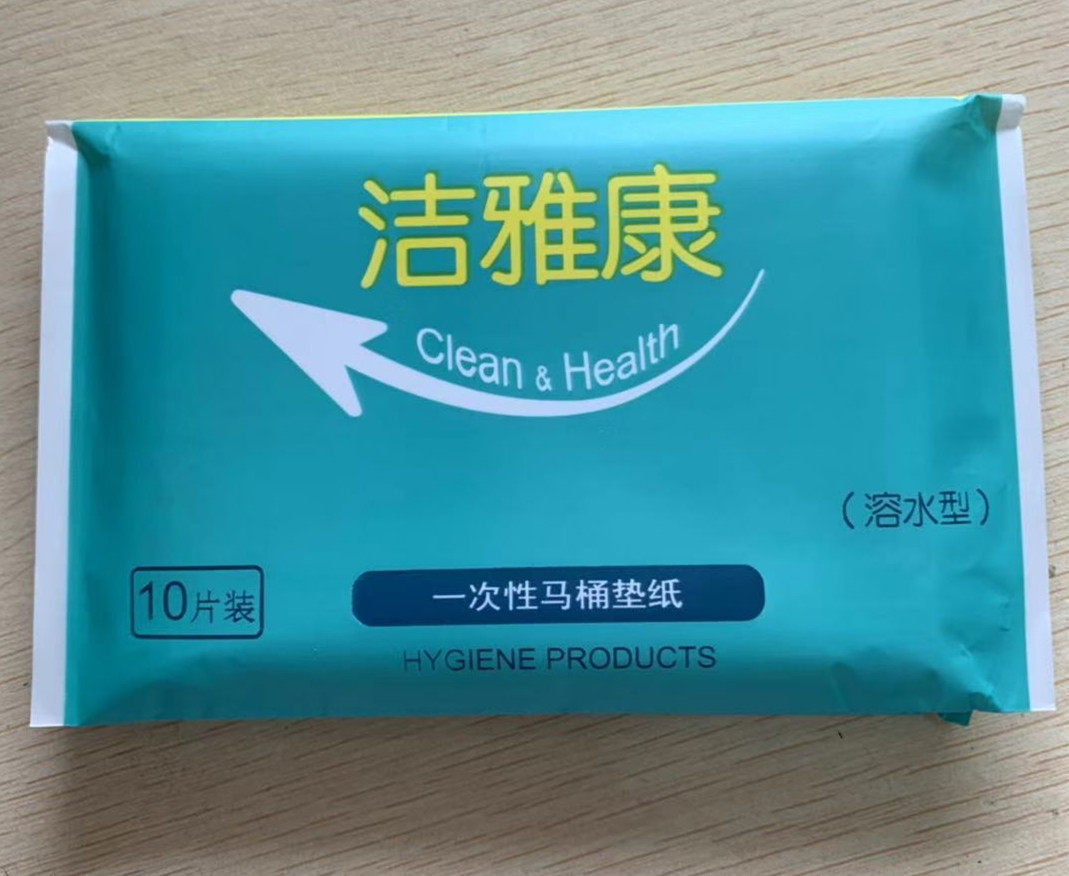 洁雅康
Clean & Health
（溶水型）
10片装
一次性马桶垫纸
HYGIENE PRODUCTS